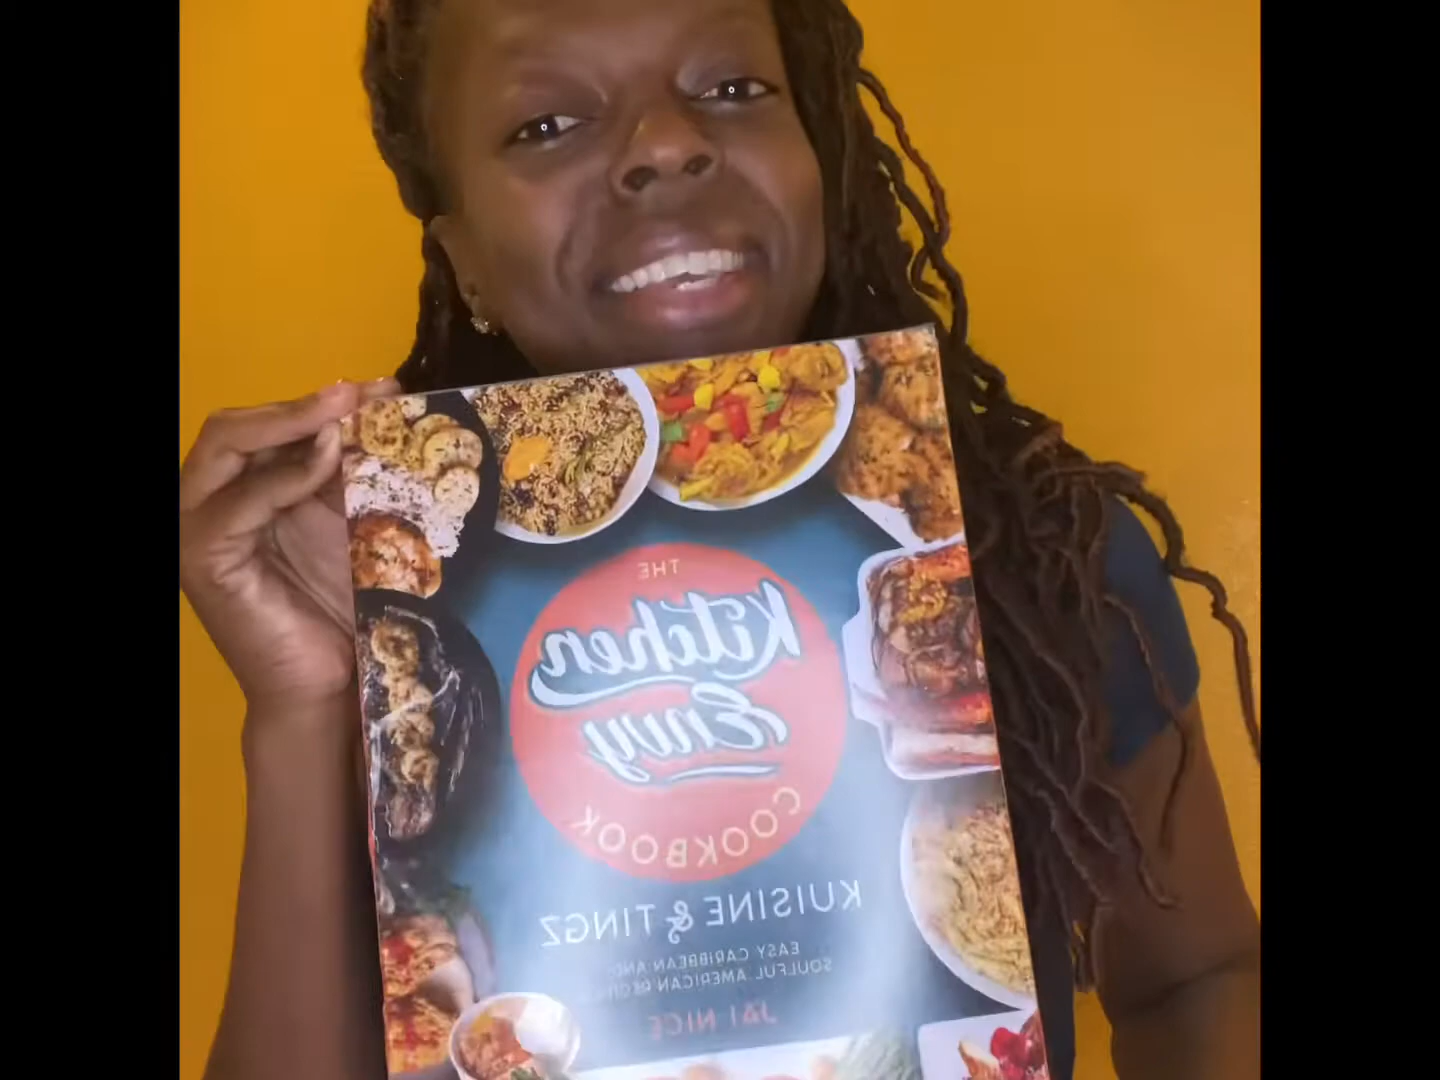 THE
Kitchen
Envy
COOKBOOK
KUISINE & TINGZ
EASY CARIBBEAN AND
SOULFUL AMERICAN
JAI NICE